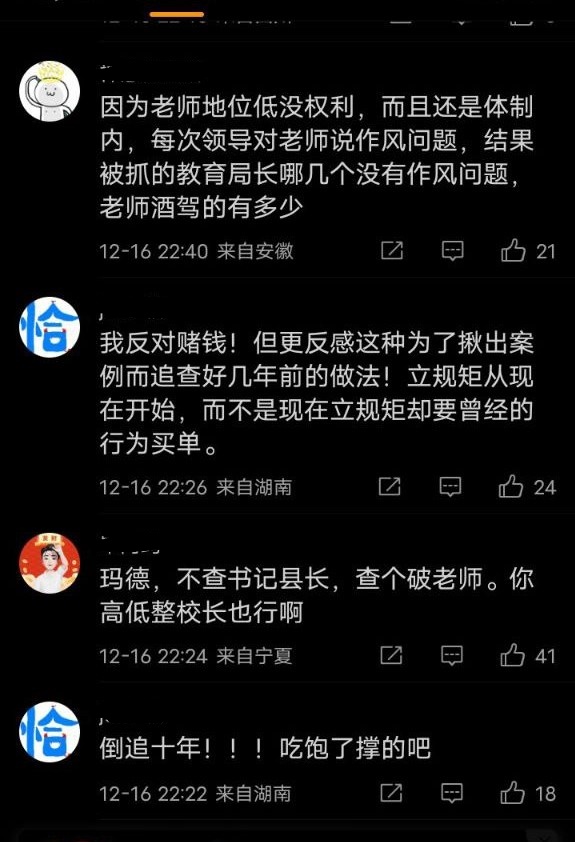 因为老师地位低没权利，而且还是体制
内，每次领导对老师说作风问题，结果
被抓的教育局长哪几个没有作风问题，
老师酒驾的有多少
12-16 22:40 来自安徽
21
恰
我反对赌钱！但更反感这种为了揪出案
例而追查好几年前的做法！立规矩从现
在开始，而不是现在立规矩却要曾经的
行为买单。
12-16 22:26 来自湖南
24
玛德，不查书记县长，查个破老师。你
高低整校长也行啊
12-16 22:24 来自宁夏
41
恰
倒追十年！！！吃饱了撑的吧
12-16 22:22 来自湖南
18